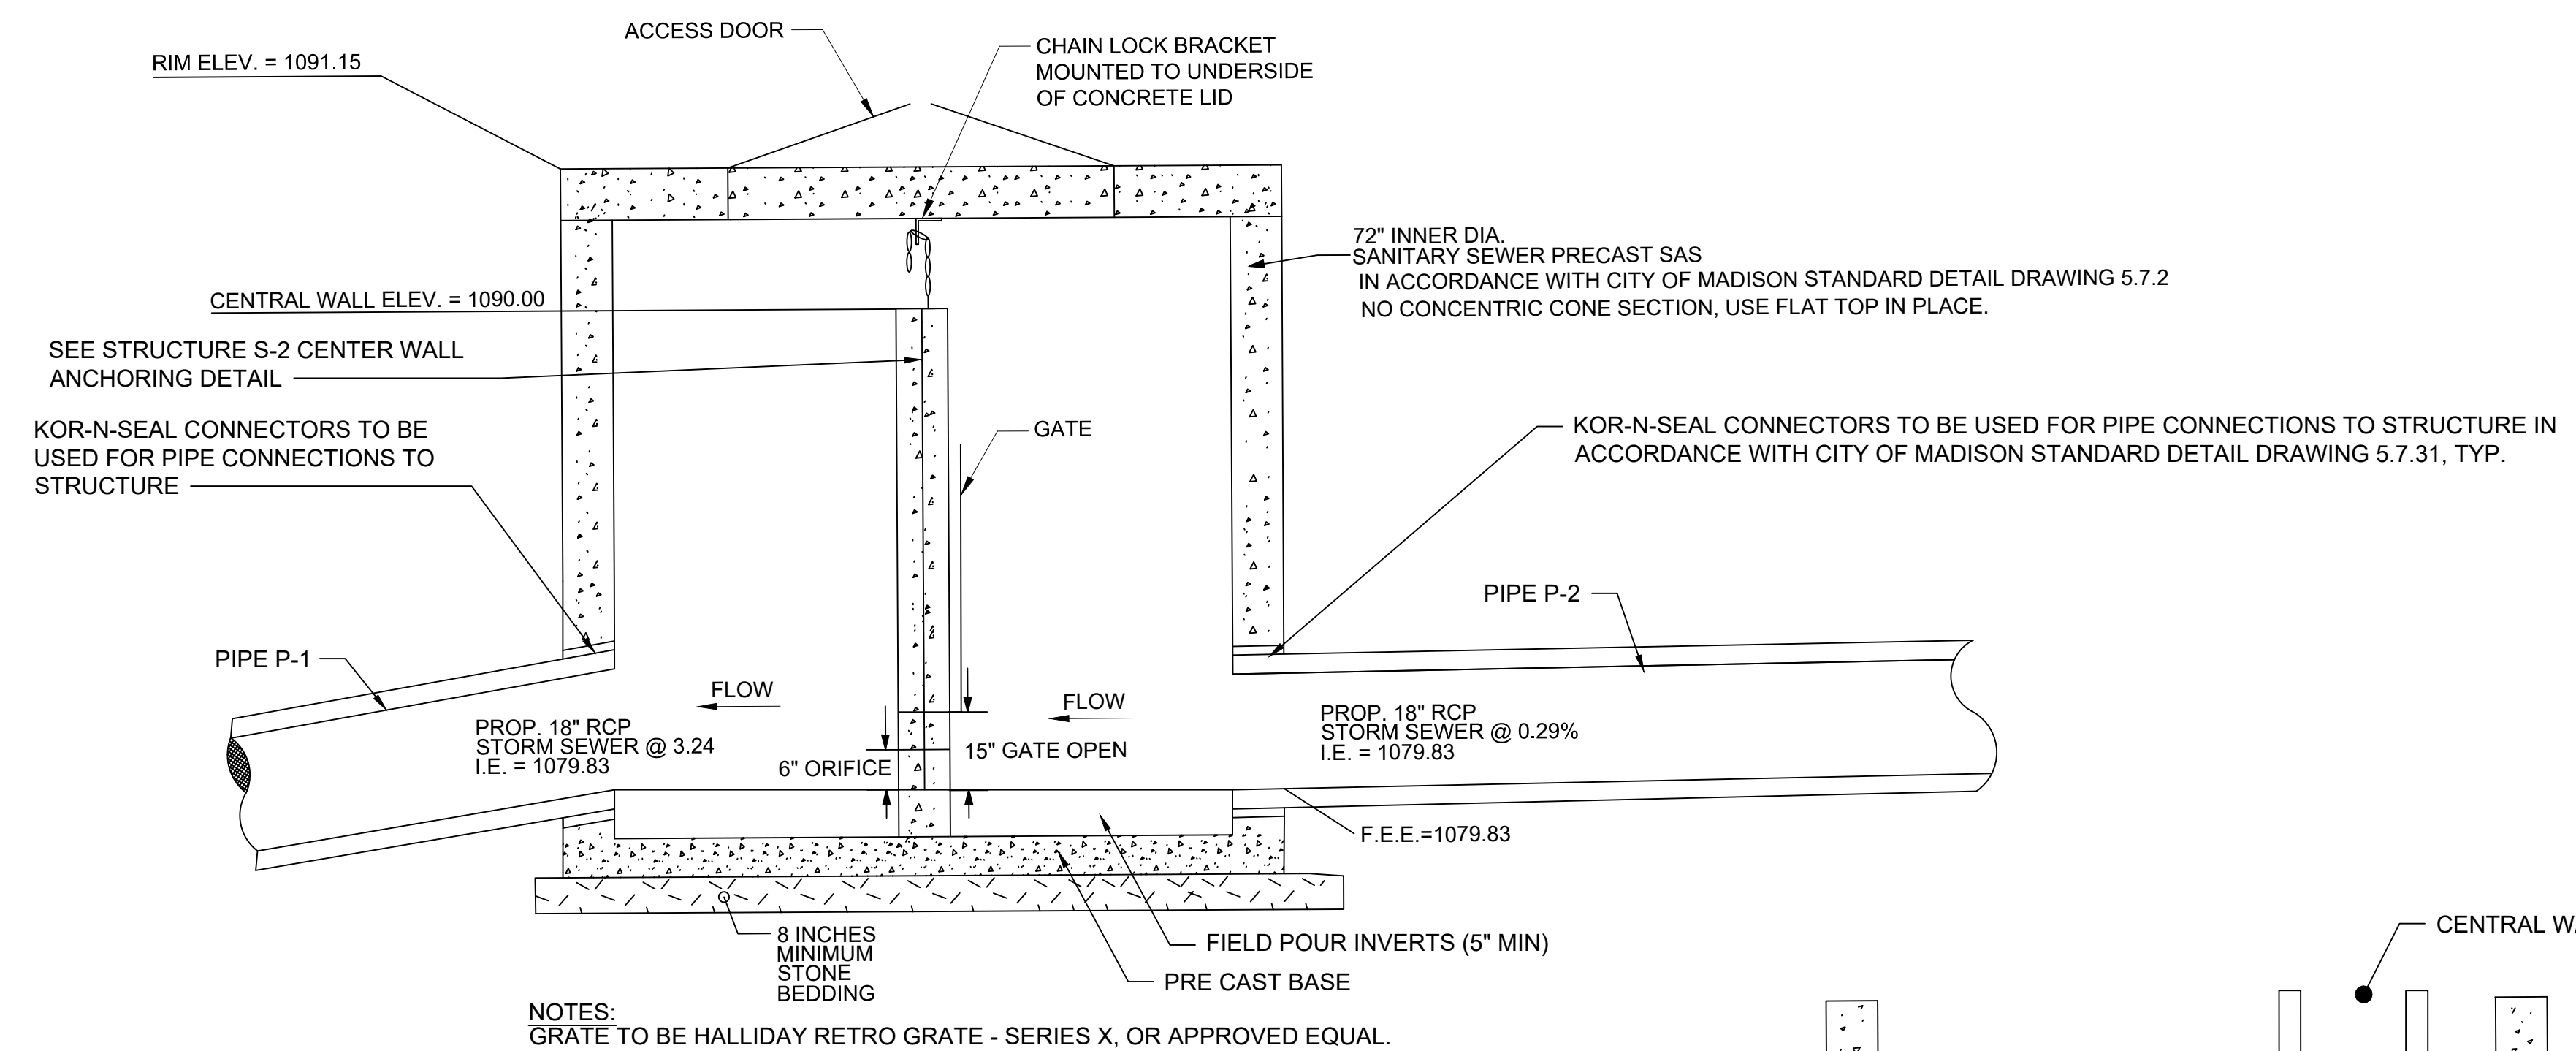 ACCESS DOOR
CHAIN LOCK BRACKET
MOUNTED TO UNDERSIDE
OF CONCRETE LID
RIM ELEV. = 1091.15
72" INNER DIA.
SANITARY SEWER PRECAST SAS
IN ACCORDANCE WITH CITY OF MADISON STANDARD DETAIL DRAWING 5.7.2
NO CONCENTRIC CONE SECTION, USE FLAT TOP IN PLACE.
CENTRAL WALL ELEV. = 1090.00
SEE STRUCTURE S-2 CENTER WALL
ANCHORING DETAIL
KOR-N-SEAL CONNECTORS TO BE
USED FOR PIPE CONNECTIONS TO
STRUCTURE
GATE
KOR-N-SEAL CONNECTORS TO BE USED FOR PIPE CONNECTIONS TO STRUCTURE IN
ACCORDANCE WITH CITY OF MADISON STANDARD DETAIL DRAWING 5.7.31, TYP.
PIPE P-2
PIPE P-1
FLOW
FLOW
PROP. 18" RCP
STORM SEWER @ 3.24
I.E. = 1079.83
6" ORIFICE
15" GATE OPEN
PROP. 18" RCP
STORM SEWER @ 0.29%
I.E. = 1079.83
F.E.E.=1079.83
8 INCHES
MINIMUM
STONE
BEDDING
FIELD POUR INVERTS (5" MIN)
PRE CAST BASE
CENTRAL
NOTES:
GRATE TO BE HALLIDAY RETRO GRATE - SERIES X, OR APPROVED EQUAL.